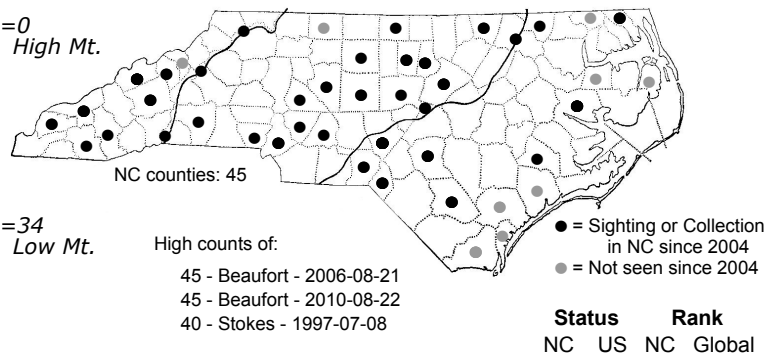 =0
High Mt.
NC counties: 45
=34
Low Mt.
High counts of:
45 - Beaufort - 2006-08-21
45 - Beaufort - 2010-08-22
40 - Stokes - 1997-07-08
= Sighting or Collection
in NC since 2004
= Not seen since 2004
Status Rank
NC US NC Global